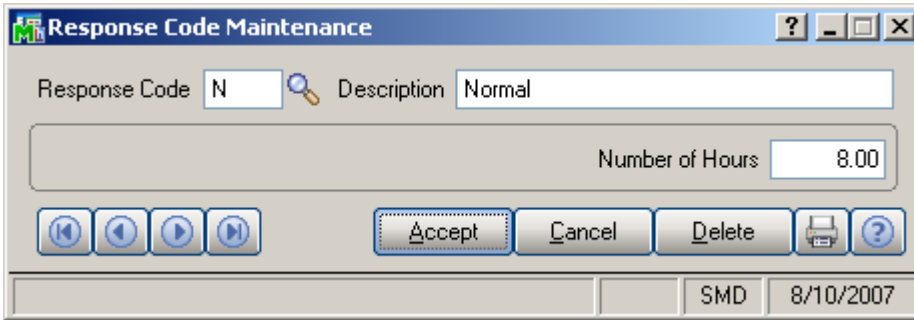 Response Code Maintenance
Response Code N Description Normal
Number of Hours 8.00
Accept Cancel Delete
SMD 8/10/2007